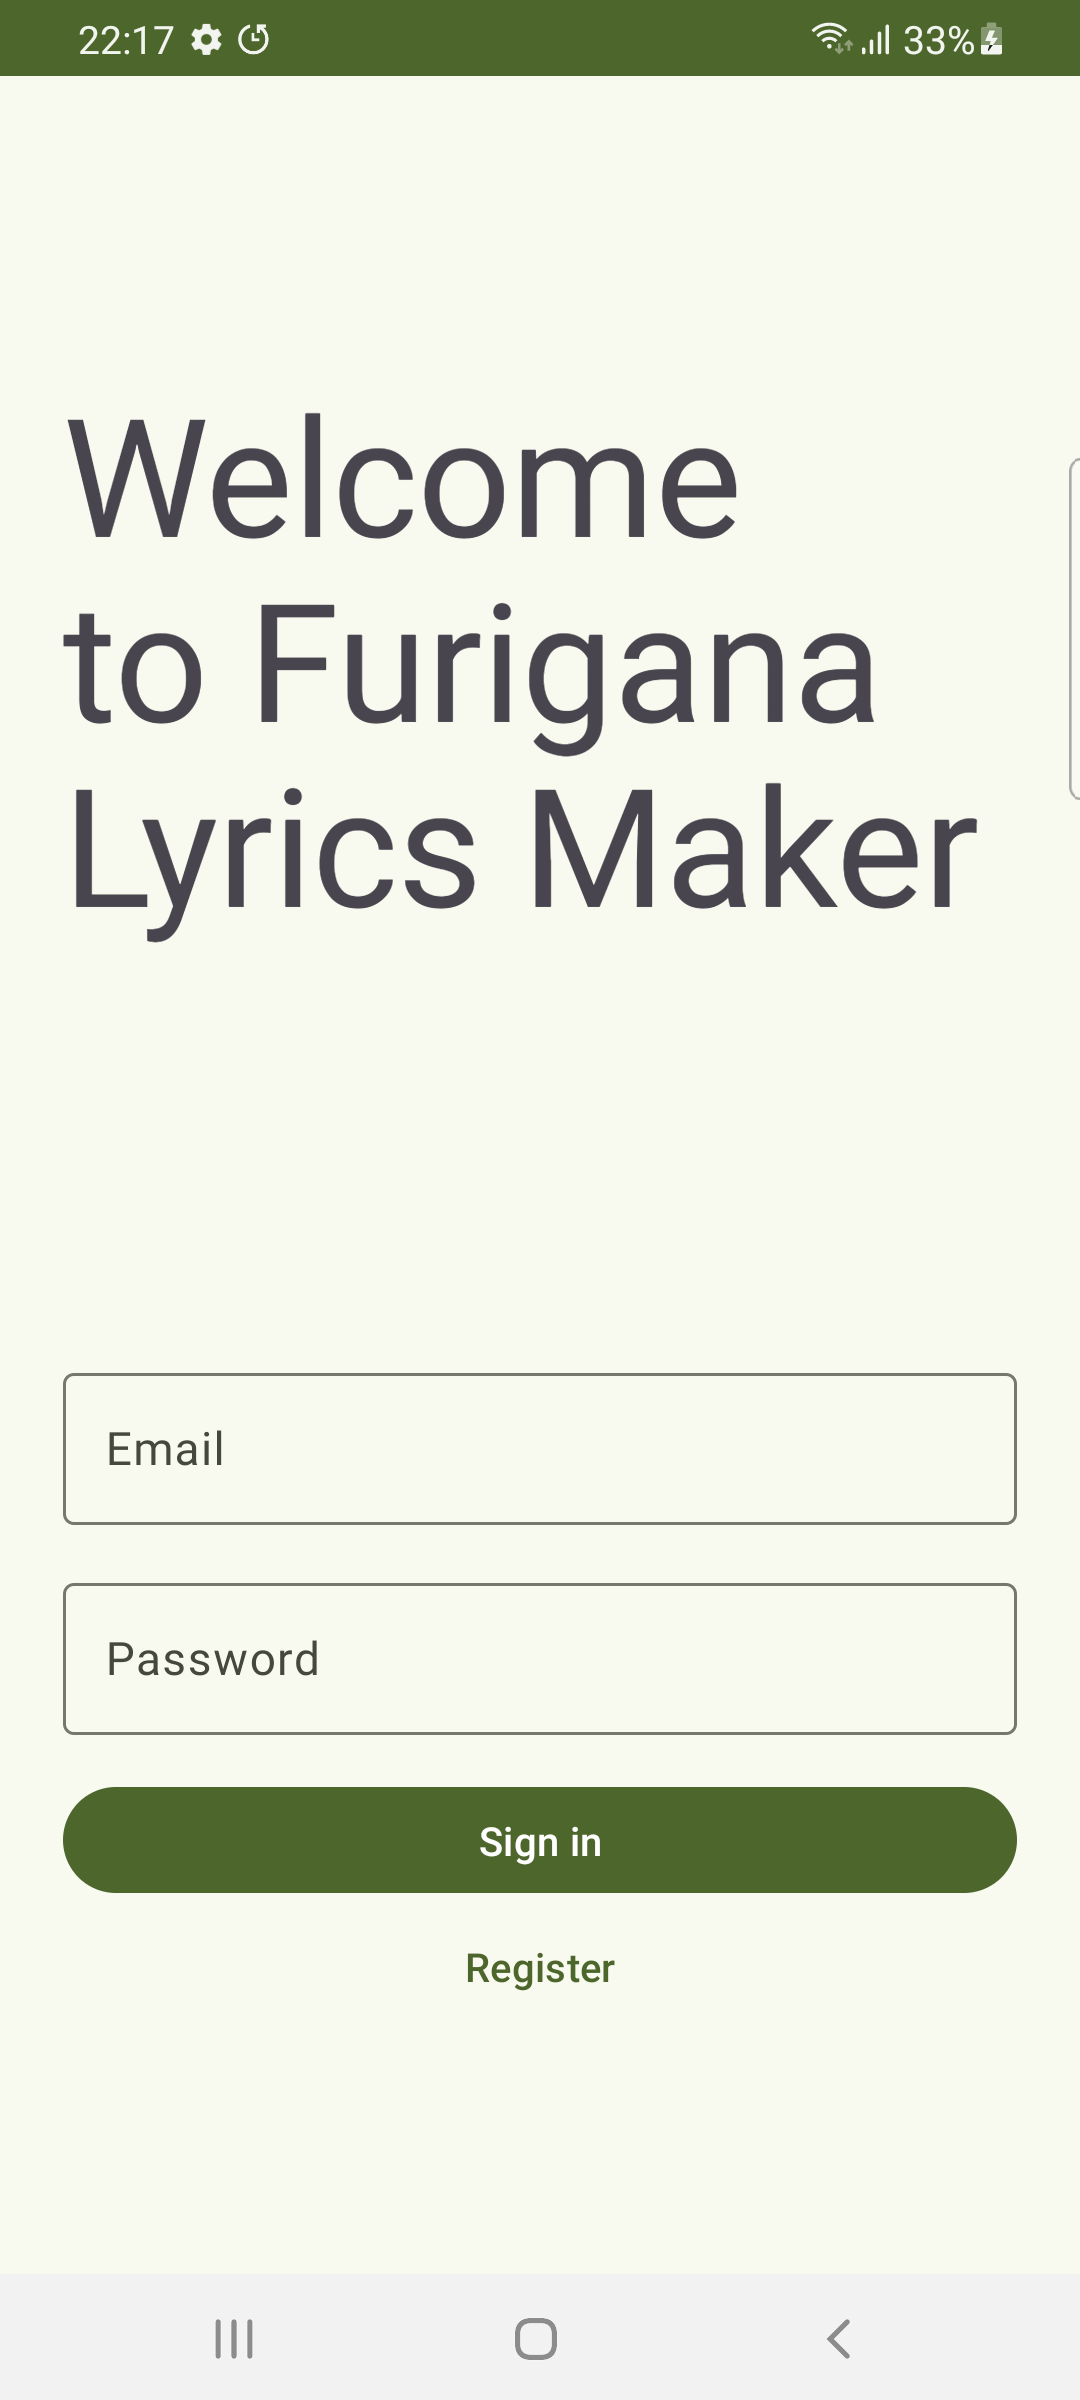 22:17
33%
Welcome
to Furigana
Lyrics Maker
Email
Password
Sign in
Register